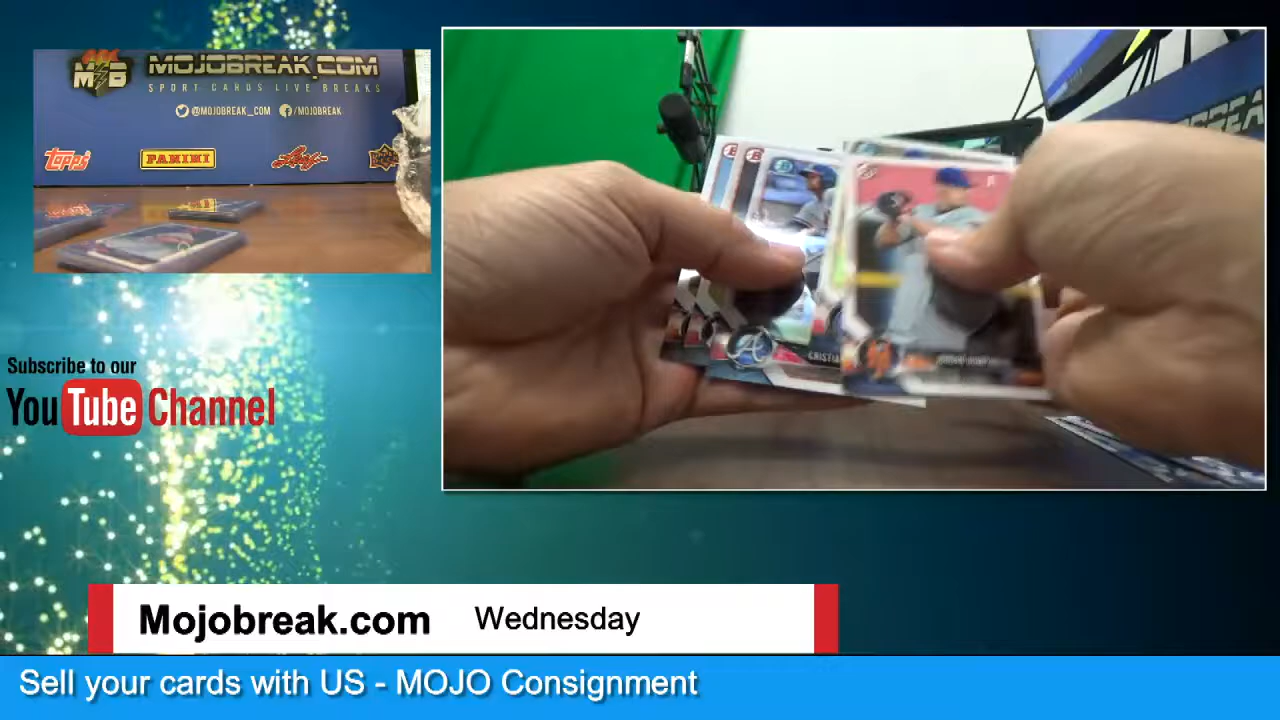 MOJOBREAK.COM
SPORT CARDS LIVE BREAKS
@MOJOBREAK_COM /MOJOBREAK
topps PANINI Leaf
Subscribe to our
YouTube Channel
CRISTIA
Mojobreak.com Wednesday
Sell your cards with US - MOJO Consignment